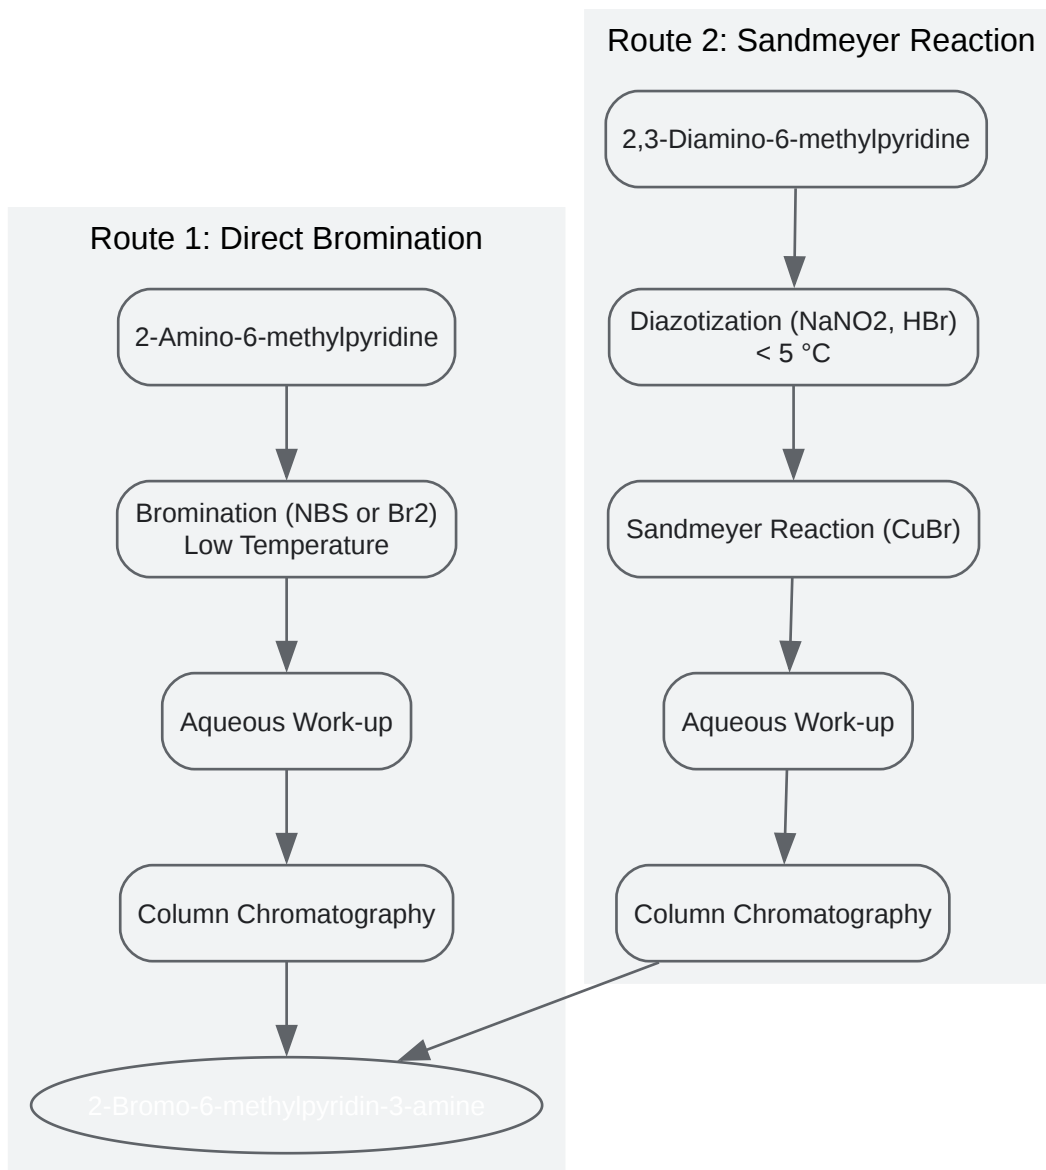 Route 2: Sandmeyer Reaction
2,3-Diamino-6-methylpyridine
Diazotization (NaNO2, HBr)
< 5 °C
Sandmeyer Reaction (CuBr)
Aqueous Work-up
Column Chromatography
Route 1: Direct Bromination
2-Amino-6-methylpyridine
Bromination (NBS or Br2)
Low Temperature
Aqueous Work-up
Column Chromatography
2-Bromo-6-methylpyridin-3-amine